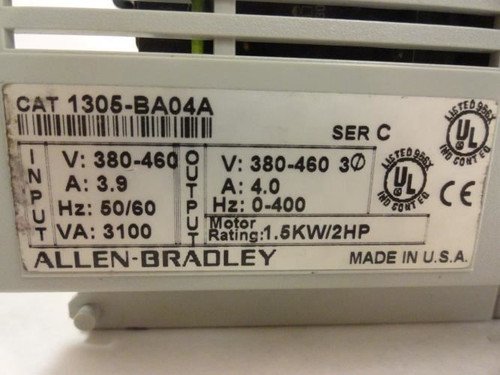 CAT 1305-BA04A
SER C
INPUT
V: 380-460
A: 3.9
Hz: 50/60
VA: 3100
OUTPUT
V: 380-460 3Ø
A: 4.0
Hz: 0-400
Motor
Rating: 1.5KW/2HP
LISTED 966X
UL
IND CONT EQ
LISTED 966X
UL
IND CONT EQ
CE
ALLEN-BRADLEY
MADE IN U.S.A.